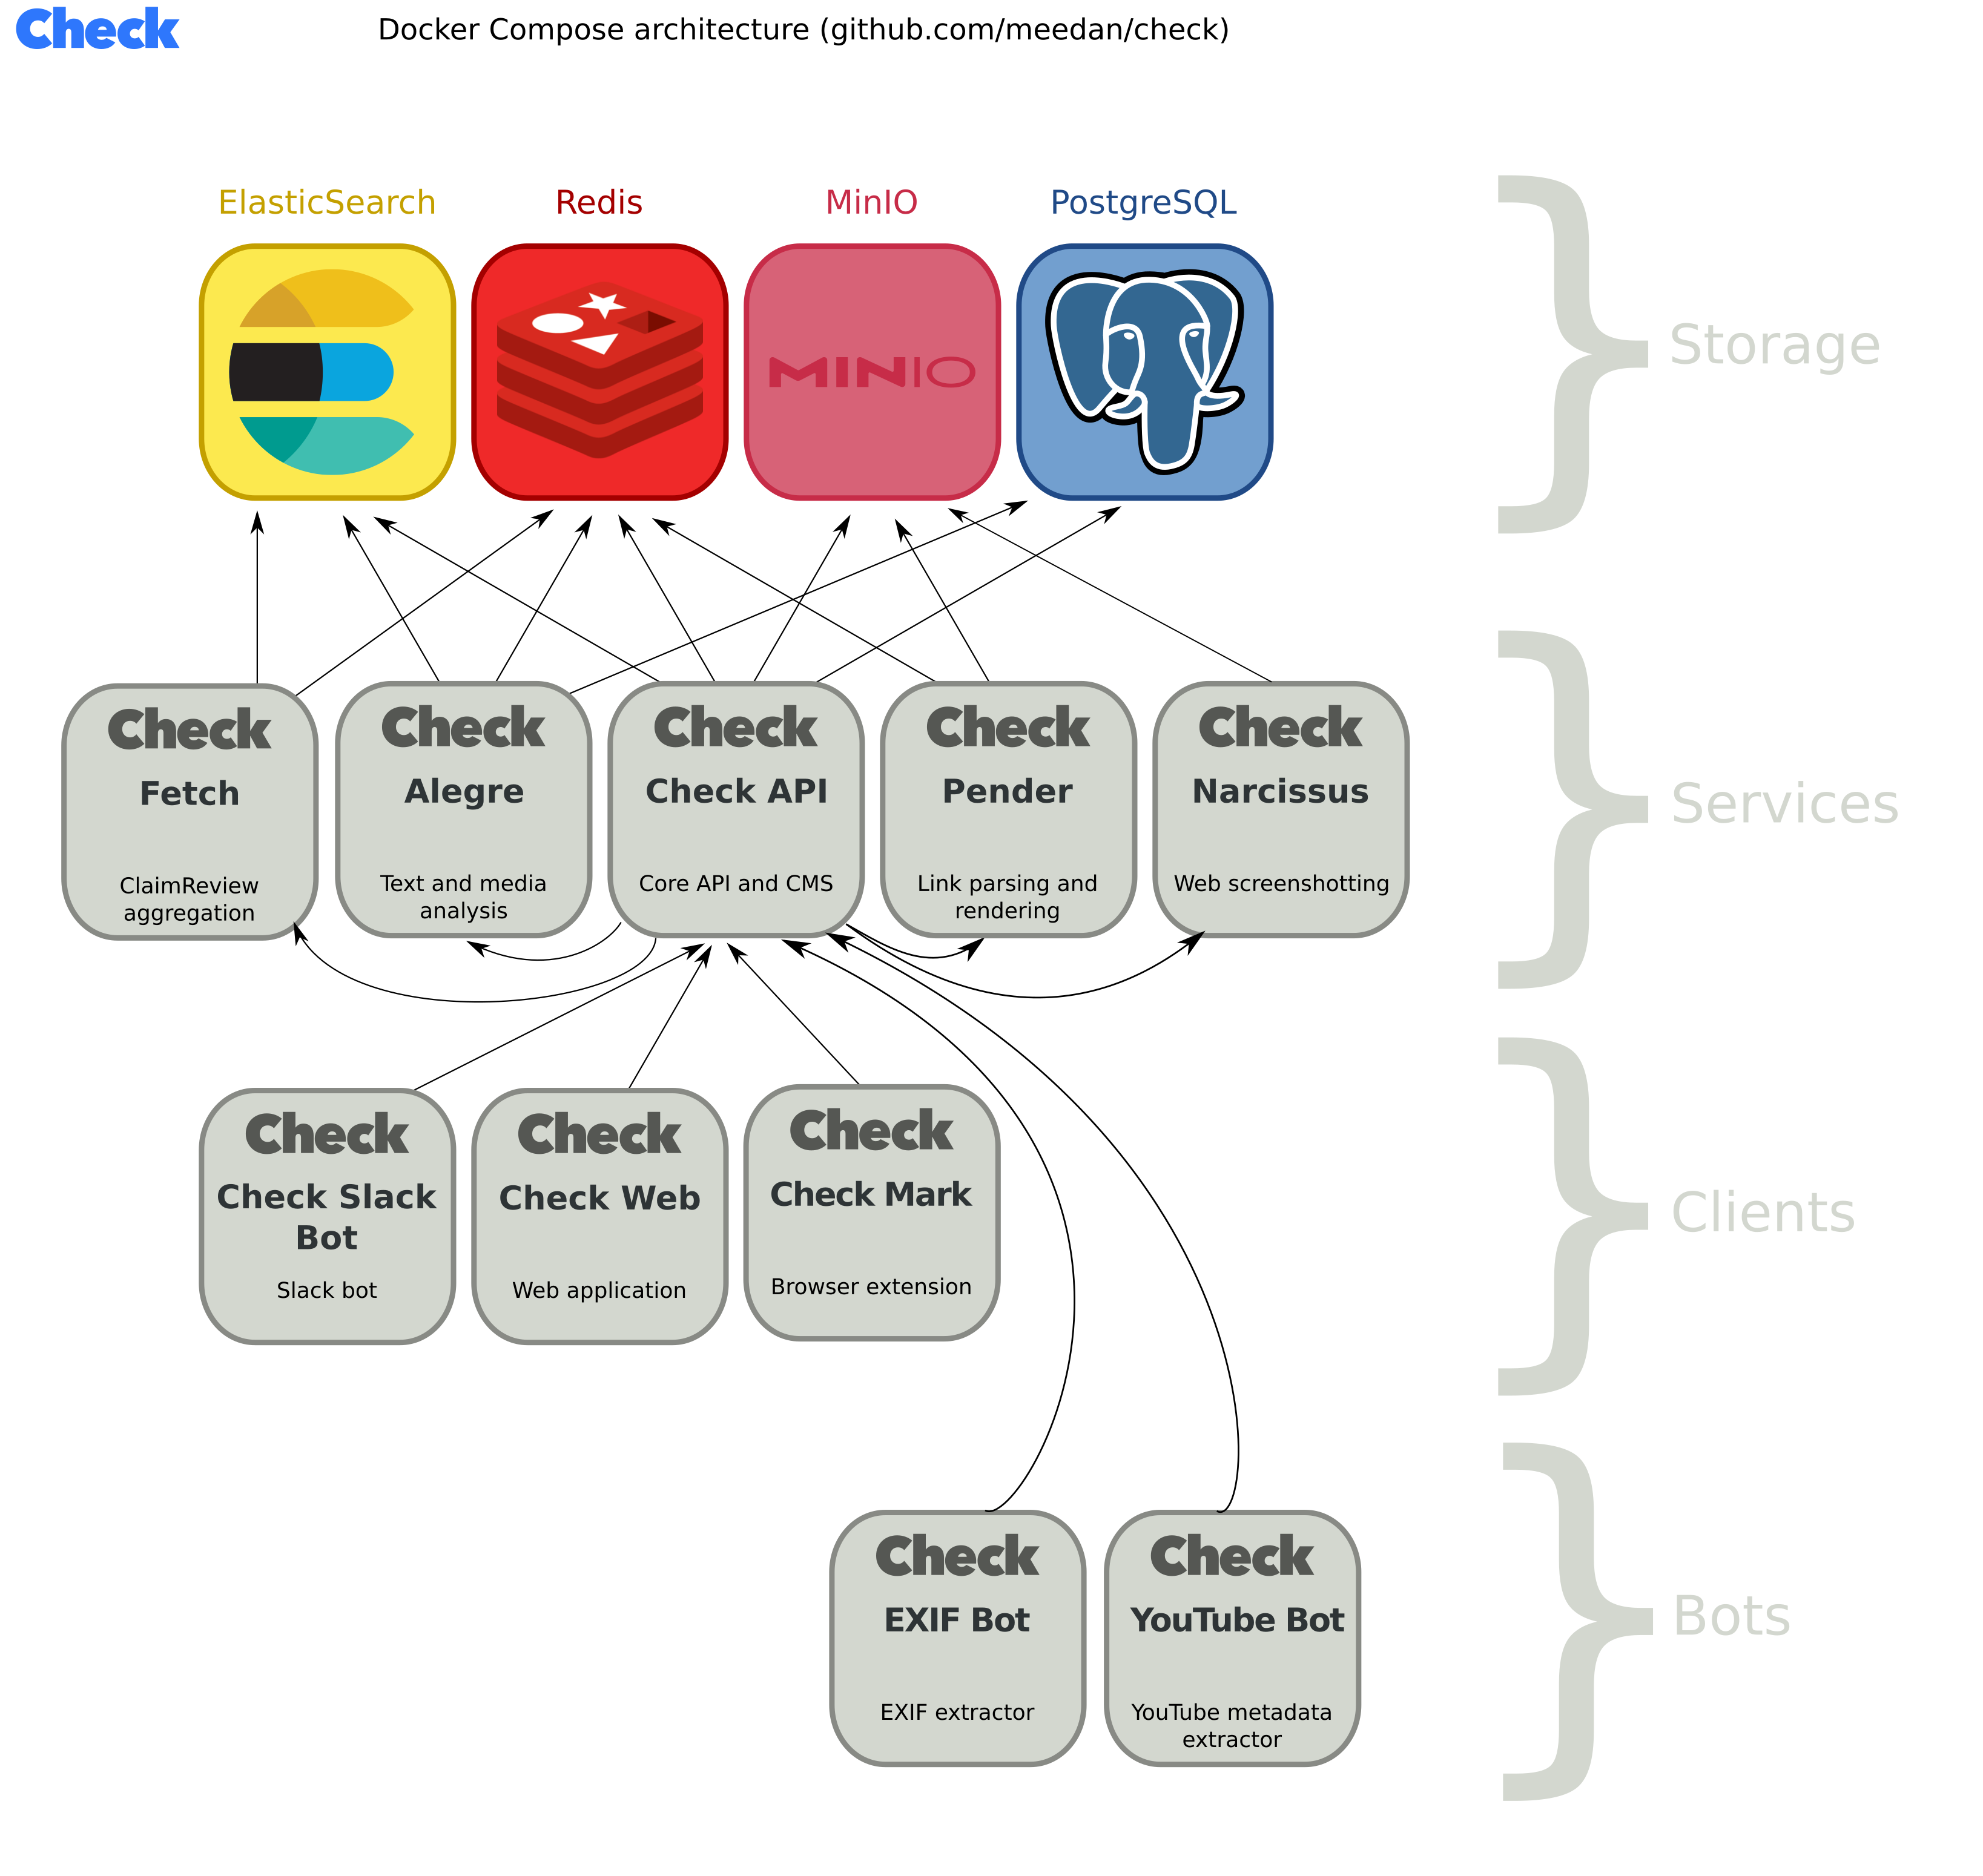 Check
Docker Compose architecture (github.com/meedan/check)
ElasticSearch
Redis
MinIO
PostgreSQL
MINIO
Storage
Check
Fetch
ClaimReview
aggregation
Check
Alegre
Text and media
analysis
Check
Check API
Core API and CMS
Check
Pender
Link parsing and
rendering
Check
Narcissus
Web screenshotting
Services
Check
Check Slack
Bot
Slack bot
Check
Check Web
Web application
Check
Check Mark
Browser extension
Clients
Check
EXIF Bot
EXIF extractor
Check
YouTube Bot
YouTube metadata
extractor
Bots